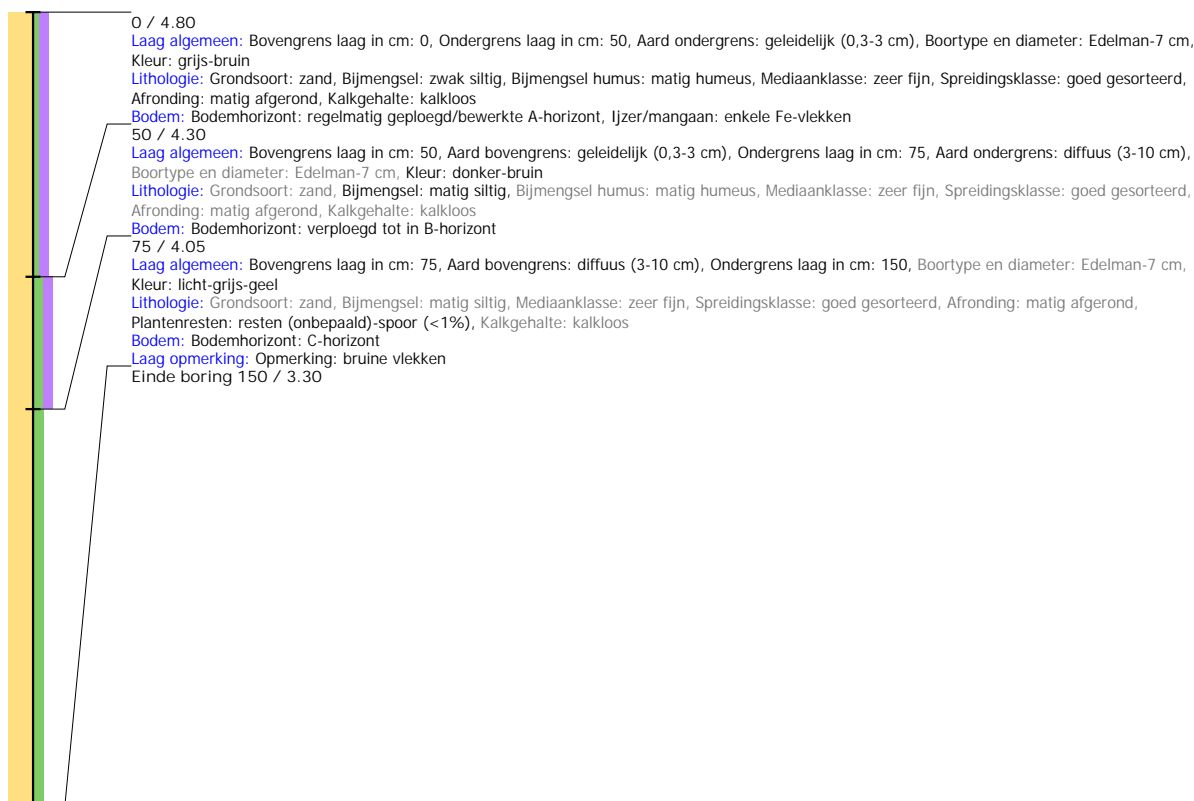 0 / 4.80
Laag algemeen: Bovengrens laag in cm: 0, Ondergrens laag in cm: 50, Aard ondergrens: geleidelijk (0,3-3 cm), Boortype en diameter: Edelman-7 cm,
Kleur: grijs-bruin
Lithologie: Grondsoort: zand, Bijmengsel: zwak siltig, Bijmengsel humus: matig humeus, Mediaanklasse: zeer fijn, Spreidingsklasse: goed gesorteerd,
Afronding: matig afgerond, Kalkgehalte: kalkloos
Bodem: Bodemhorizont: regelmatig geploegd/bewerkte A-horizont, Ijzer/mangaan: enkele Fe-vlekken
50 / 4.30
Laag algemeen: Bovengrens laag in cm: 50, Aard bovengrens: geleidelijk (0,3-3 cm), Ondergrens laag in cm: 75, Aard ondergrens: diffuus (3-10 cm),
Boortype en diameter: Edelman-7 cm, Kleur: donker-bruin
Lithologie: Grondsoort: zand, Bijmengsel: matig siltig, Bijmengsel humus: matig humeus, Mediaanklasse: zeer fijn, Spreidingsklasse: goed gesorteerd,
Afronding: matig afgerond, Kalkgehalte: kalkloos
Bodem: Bodemhorizont: verploegd tot in B-horizont
75 / 4.05
Laag algemeen: Bovengrens laag in cm: 75, Aard bovengrens: diffuus (3-10 cm), Ondergrens laag in cm: 150, Boortype en diameter: Edelman-7 cm,
Kleur: licht-grijs-geel
Lithologie: Grondsoort: zand, Bijmengsel: matig siltig, Mediaanklasse: zeer fijn, Spreidingsklasse: goed gesorteerd, Afronding: matig afgerond,
Plantenresten: resten (onbepaald)-spoor (<1%), Kalkgehalte: kalkloos
Bodem: Bodemhorizont: C-horizont
Laag opmerking: Opmerking: bruine vlekken
Einde boring 150 / 3.30